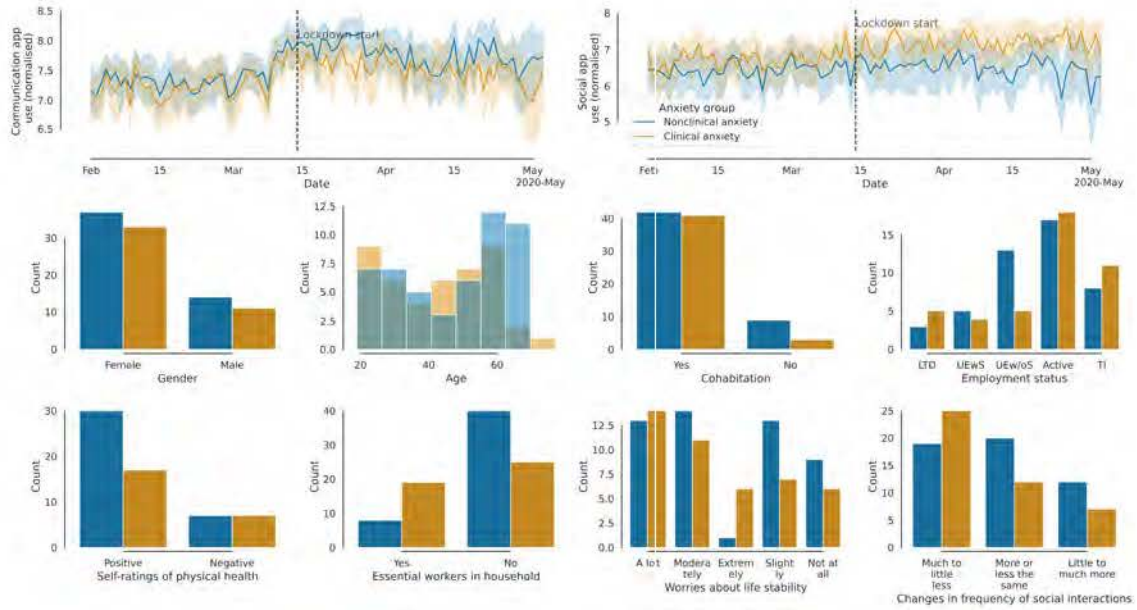 8.5
8.0
7.5
7.0
6.5
Communication app
use (normalised)
Lockdown start
Feb 15 Mar 15 Apr 15 May
2020-May
Date
8
7
6
5
Social app
use (normalised)
Lockdown start
Anxiety group
Nonclinical anxiety
Clinical anxiety
Feb 15 Mar 15 Apr 15 May
2020-May
Date
30
20
10
0
Count
Female Male
Gender
12.5
10.0
7.5
5.0
2.5
0.0
Count
20 40 60
Age
40
20
0
Count
Yes No
Cohabitation
15
10
5
0
Count
LTD UEwS UEw/oS Active TI
Employment status
30
20
10
0
Count
Positive Negative
Self-ratings of physical health
40
30
20
10
0
Count
Yes No
Essential workers in household
12.5
10.0
7.5
5.0
2.5
0.0
Count
A lot Modera Extrem Slight Not at
tely ely ly all
Worries about life stability
25
20
15
10
5
0
Count
Much to More or Little to
little less the much more
less same
Changes in frequency of social interactions